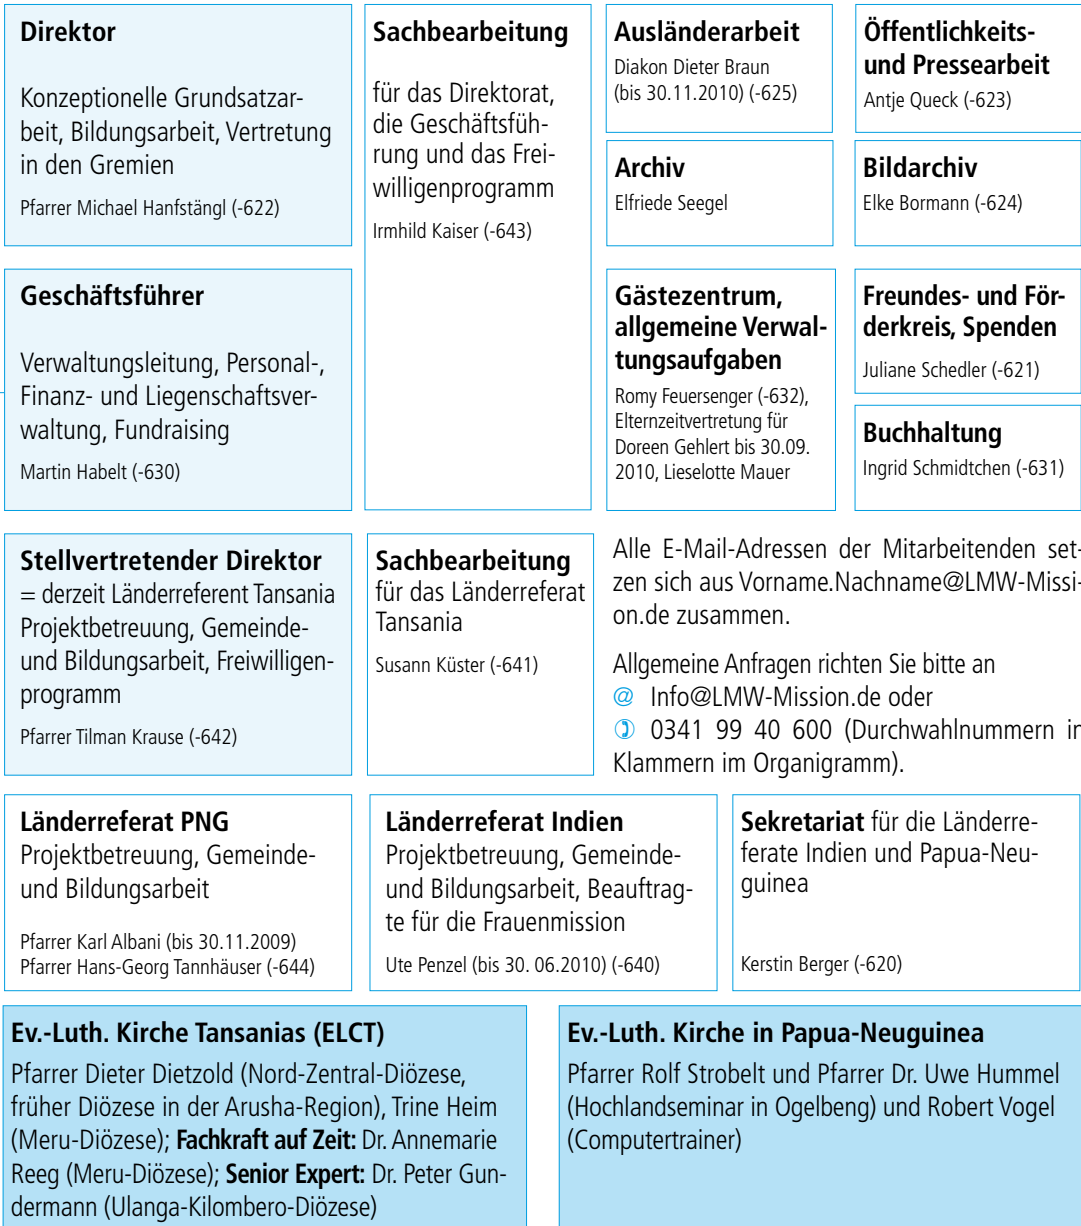 Direktor
Konzeptionelle Grundsatzar-
beit, Bildungsarbeit, Vertretung
in den Gremien
Pfarrer Michael Hanfstängl (-622)
Sachbearbeitung
für das Direktorat,
die Geschäftsfüh-
rung und das Frei-
willigenprogramm
Irmhild Kaiser (-643)
Ausländerarbeit
Diakon Dieter Braun
(bis 30.11.2010) (-625)
Öffentlichkeits-
und Pressearbeit
Antje Queck (-623)
Archiv
Elfriede Seegel
Bildarchiv
Elke Bormann (-624)
Geschäftsführer
Verwaltungsleitung, Personal-,
Finanz- und Liegenschaftsver-
waltung, Fundraising
Martin Habelt (-630)
Gästezentrum,
allgemeine Verwal-
tungsaufgaben
Romy Feuersenger (-632),
Elternzeitvertretung für
Doreen Gehlert bis 30.09.
2010, Lieselotte Mauer
Freundes- und För-
derkreis, Spenden
Juliane Schedler (-621)
Buchhaltung
Ingrid Schmidtchen (-631)
Stellvertretender Direktor
= derzeit Länderreferent Tansania
Projektbetreuung, Gemeinde-
und Bildungsarbeit, Freiwilligen-
programm
Pfarrer Tilman Krause (-642)
Sachbearbeitung
für das Länderreferat
Tansania
Susann Küster (-641)
Alle E-Mail-Adressen der Mitarbeitenden set-
zen sich aus Vorname.Nachname@LMW-Missi-
on.de zusammen.
Allgemeine Anfragen richten Sie bitte an
@ Info@LMW-Mission.de oder
✆ 0341 99 40 600 (Durchwahlnummern in
Klammern im Organigramm).
Länderreferat PNG
Projektbetreuung, Gemeinde-
und Bildungsarbeit
Pfarrer Karl Albani (bis 30.11.2009)
Pfarrer Hans-Georg Tannhäuser (-644)
Länderreferat Indien
Projektbetreuung, Gemeinde-
und Bildungsarbeit, Beauftrag-
te für die Frauenmission
Ute Penzel (bis 30. 06.2010) (-640)
Sekretariat für die Länderre-
ferate Indien und Papua-Neu-
guinea
Kerstin Berger (-620)
Ev.-Luth. Kirche Tansanias (ELCT)
Pfarrer Dieter Dietzold (Nord-Zentral-Diözese,
früher Diözese in der Arusha-Region), Trine Heim
(Meru-Diözese); Fachkraft auf Zeit: Dr. Annemarie
Reeg (Meru-Diözese); Senior Expert: Dr. Peter Gun-
dermann (Ulanga-Kilombero-Diözese)
Ev.-Luth. Kirche in Papua-Neuguinea
Pfarrer Rolf Strobelt und Pfarrer Dr. Uwe Hummel
(Hochlandseminar in Ogelbeng) und Robert Vogel
(Computertrainer)